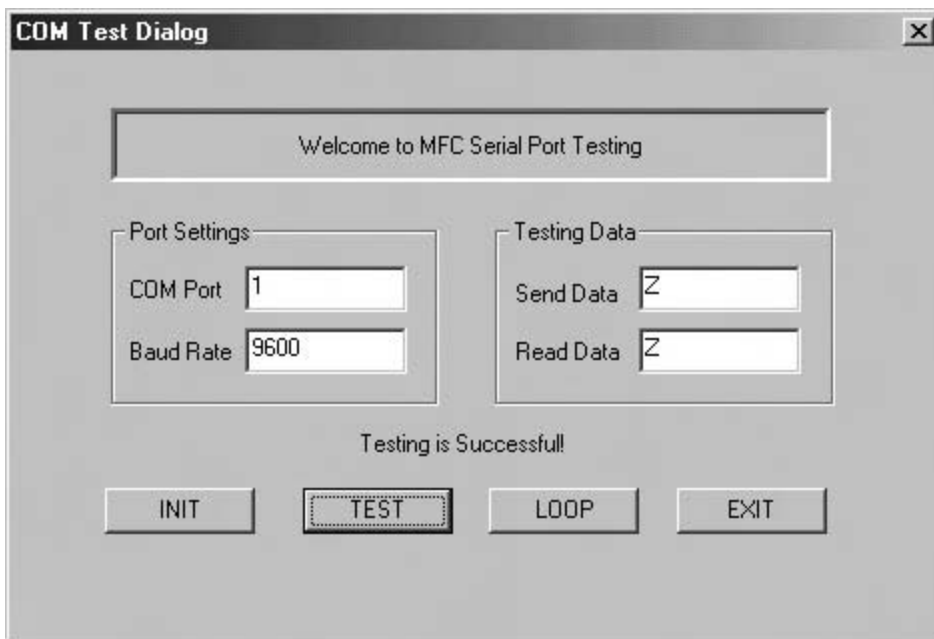 COM Test Dialog
Welcome to MFC Serial Port Testing
Port Settings
COM Port 1
Baud Rate 9600
Testing Data
Send Data Z
Read Data Z
Testing is Successful!
INIT TEST LOOP EXIT